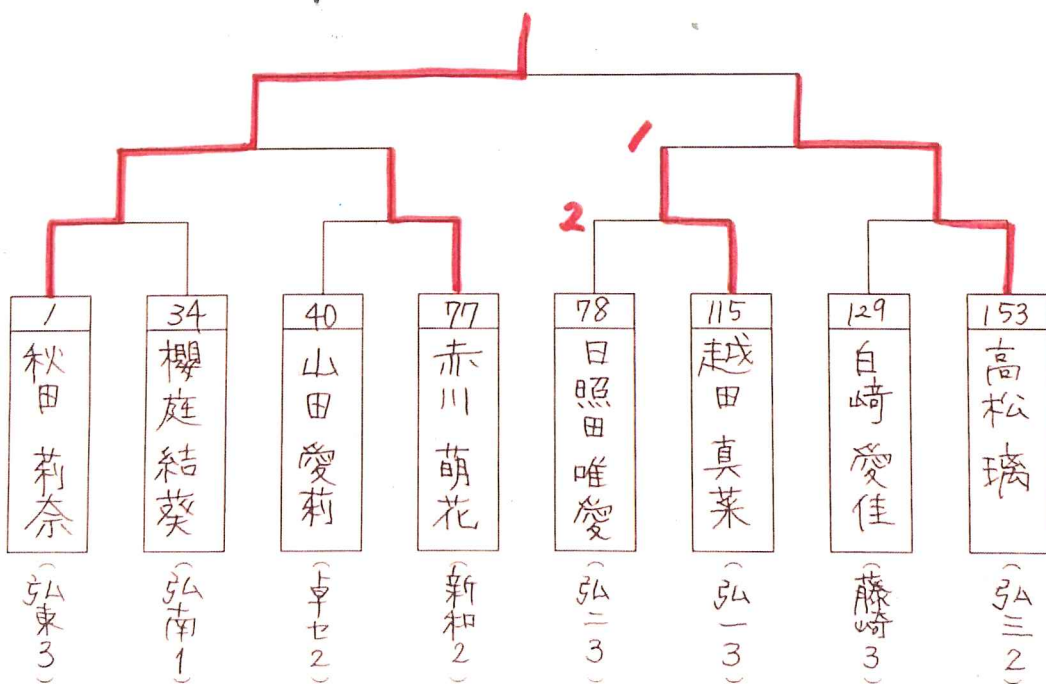 1
2
1
34
40
77
78
115
129
153
秋田 莉奈
櫻庭 結葵
山田 愛莉
赤川 萌花
日照田 唯愛
越田 真菜
白崎 愛佳
高松 璃
(弘東3)
(弘南1)
(卓セ2)
(新和2)
(弘二3)
(弘一3)
(藤崎3)
(弘三2)